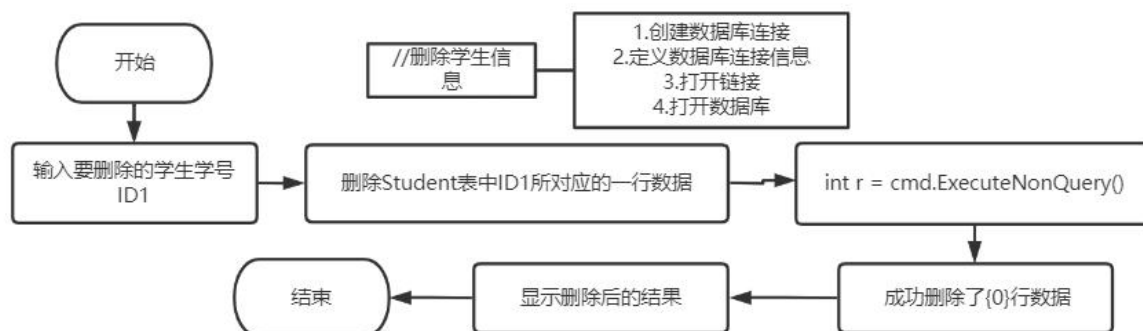 开始
//删除学生信
息
1.创建数据库连接
2.定义数据库连接信息
3.打开链接
4.打开数据库
输入要删除的学生学号
ID1
删除Student表中ID1所对应的一行数据
int r = cmd.ExecuteNonQuery()
成功删除了{0}行数据
显示删除后的结果
结束